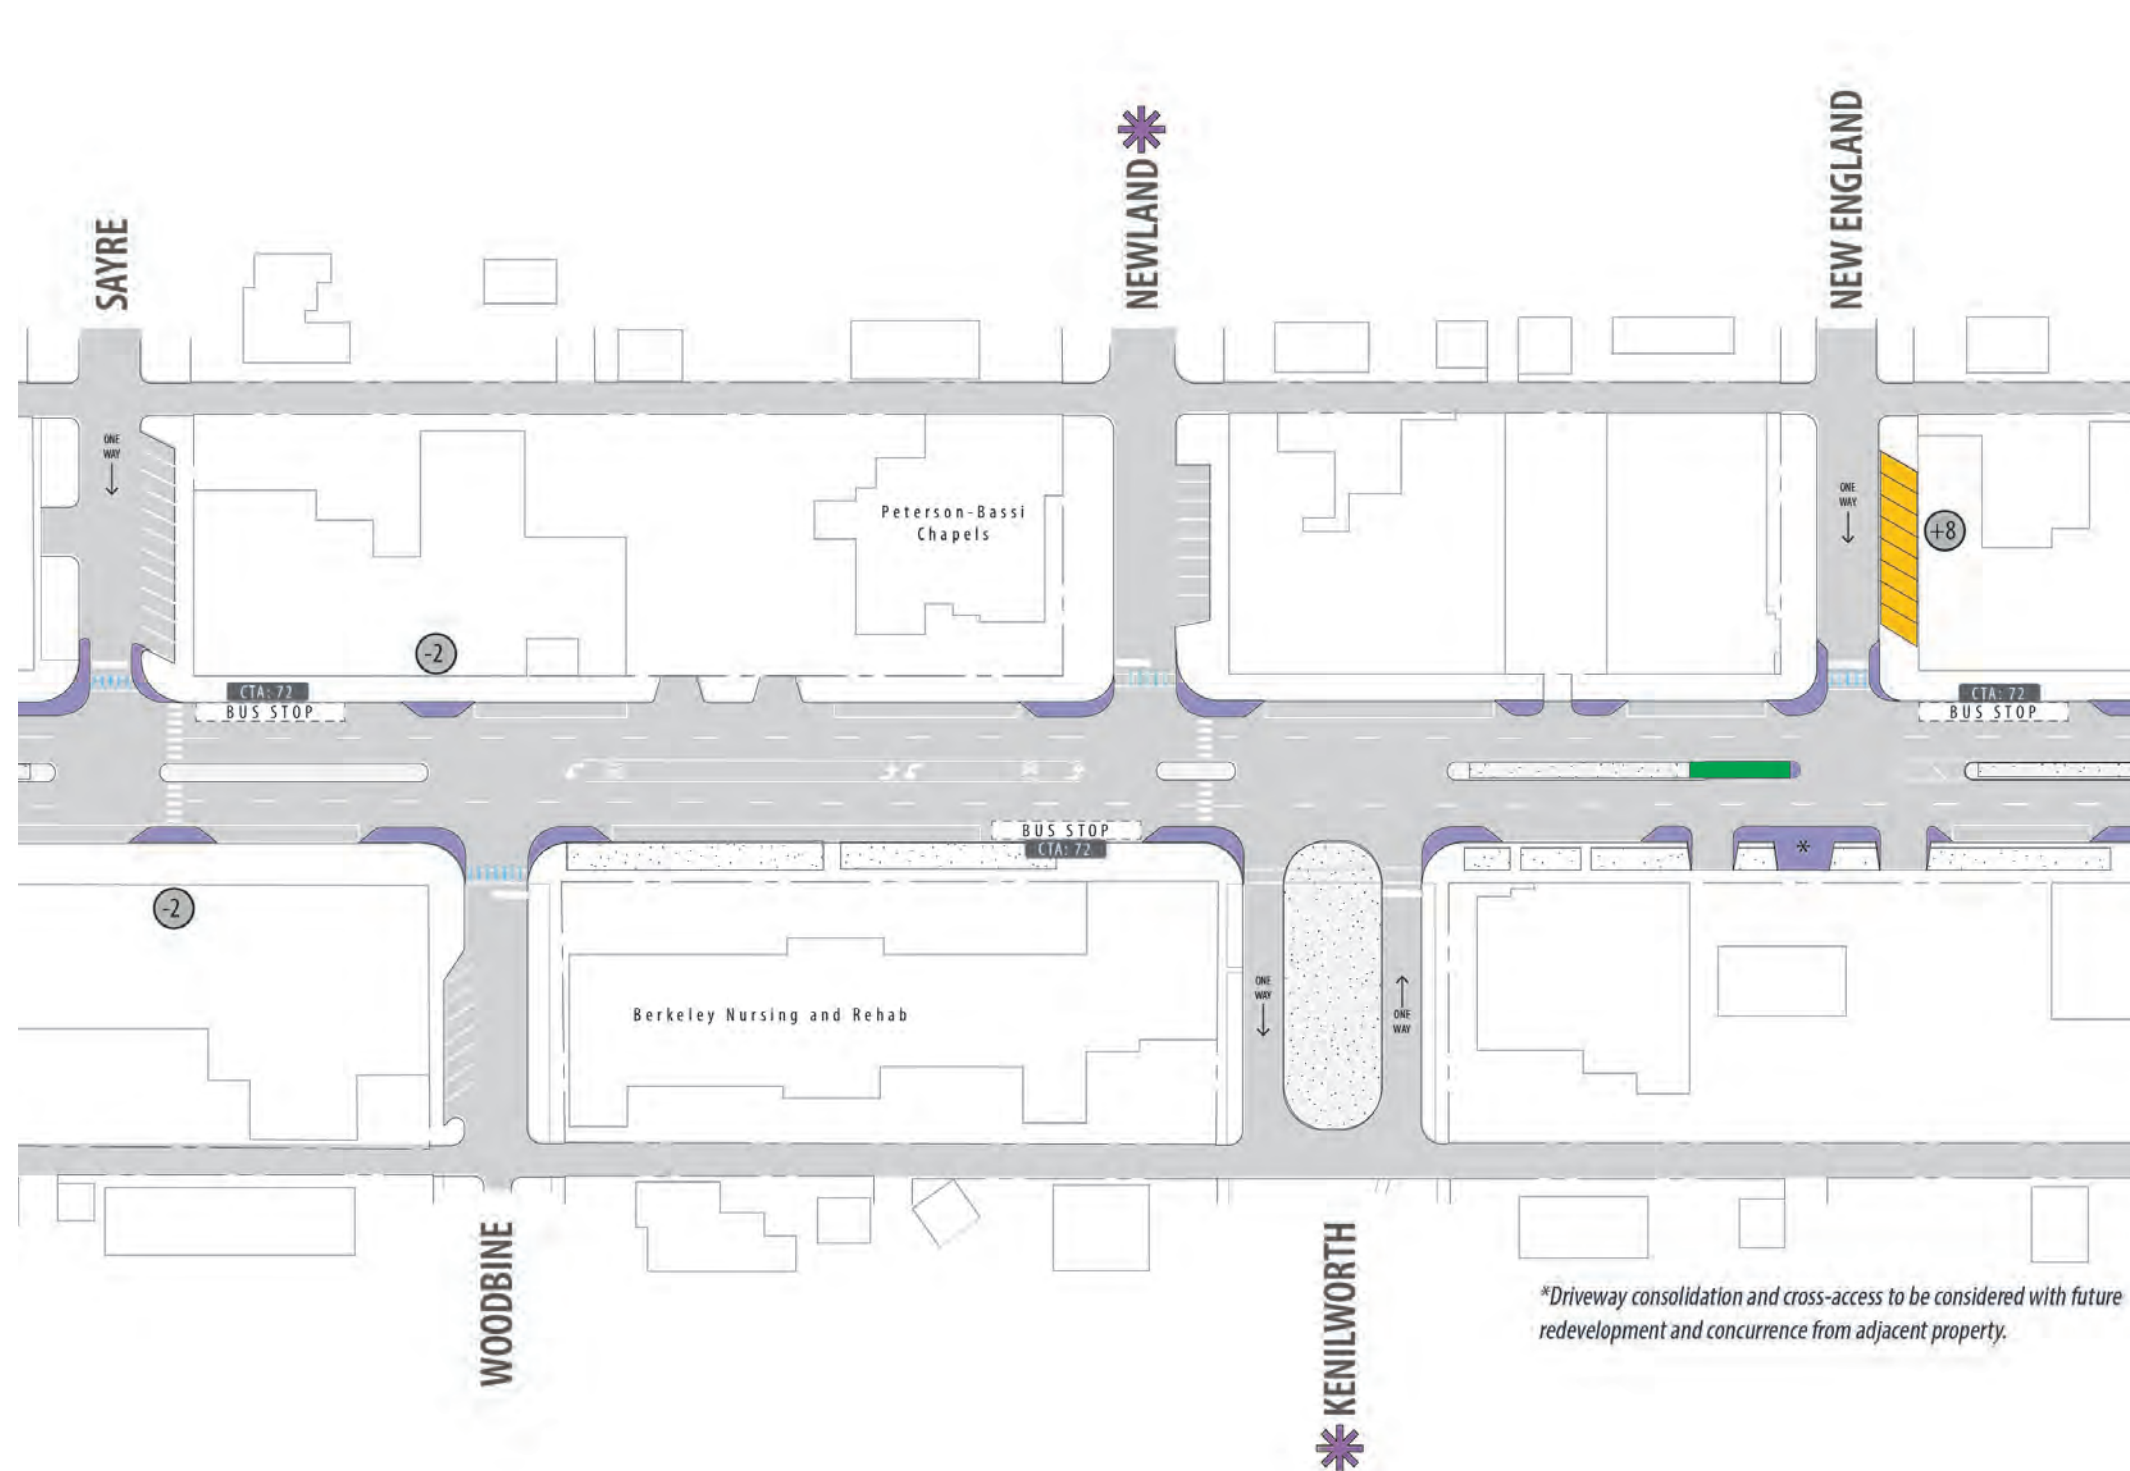 NEWLAND
NEW ENGLAND
SAYRE
ONE
WAY
ONE
WAY
Peterson-Bassi
Chapels
+8
-2
CTA: 72
BUS STOP
CTA: 72
BUS STOP
BUS STOP
CTA: 72
*
-2
ONE
WAY
ONE
WAY
Berkeley Nursing and Rehab
WOODBINE
KENILWORTH
*Driveway consolidation and cross-access to be considered with future
redevelopment and concurrence from adjacent property.